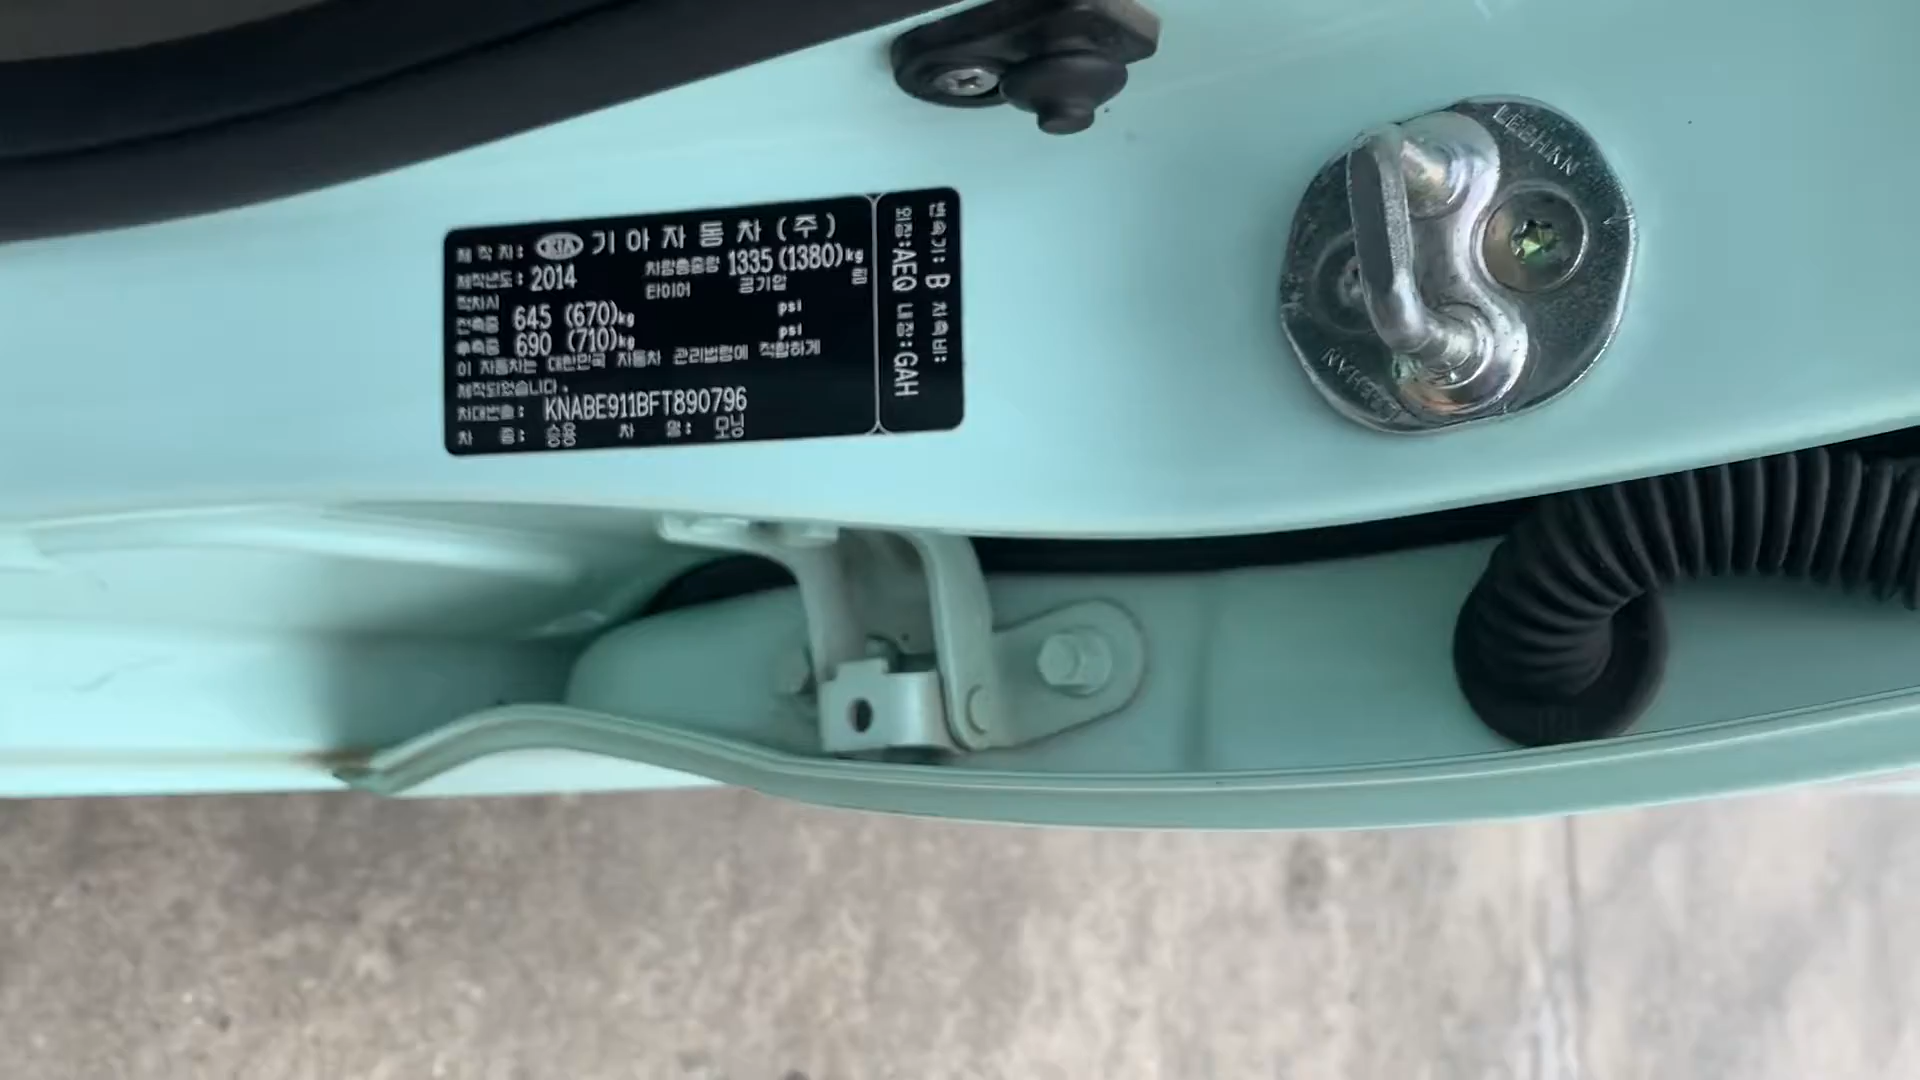 제 작 자: KIA 기 아 자 동 차 (주)
제작년도: 2014 차량총중량 1335 (1380)kg
타이어 공기압 림
적차시
전축중 645 (670)kg psi
후축중 690 (710)kg psi
이 자동차는 대한민국 자동차 관리법령에 적합하게
제작되었습니다.
차대번호: KNABE911BFT890796
차 종: 승용 차 명: 모닝
변속기: B 차축비:
외장:AEQ 내장:GAH
LEEHAN
LEEHAN